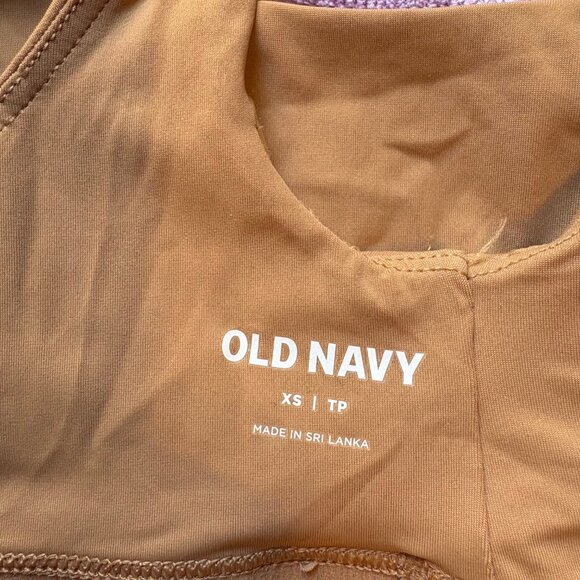 OLD NAVY
XS | TP
MADE IN SRI LANKA